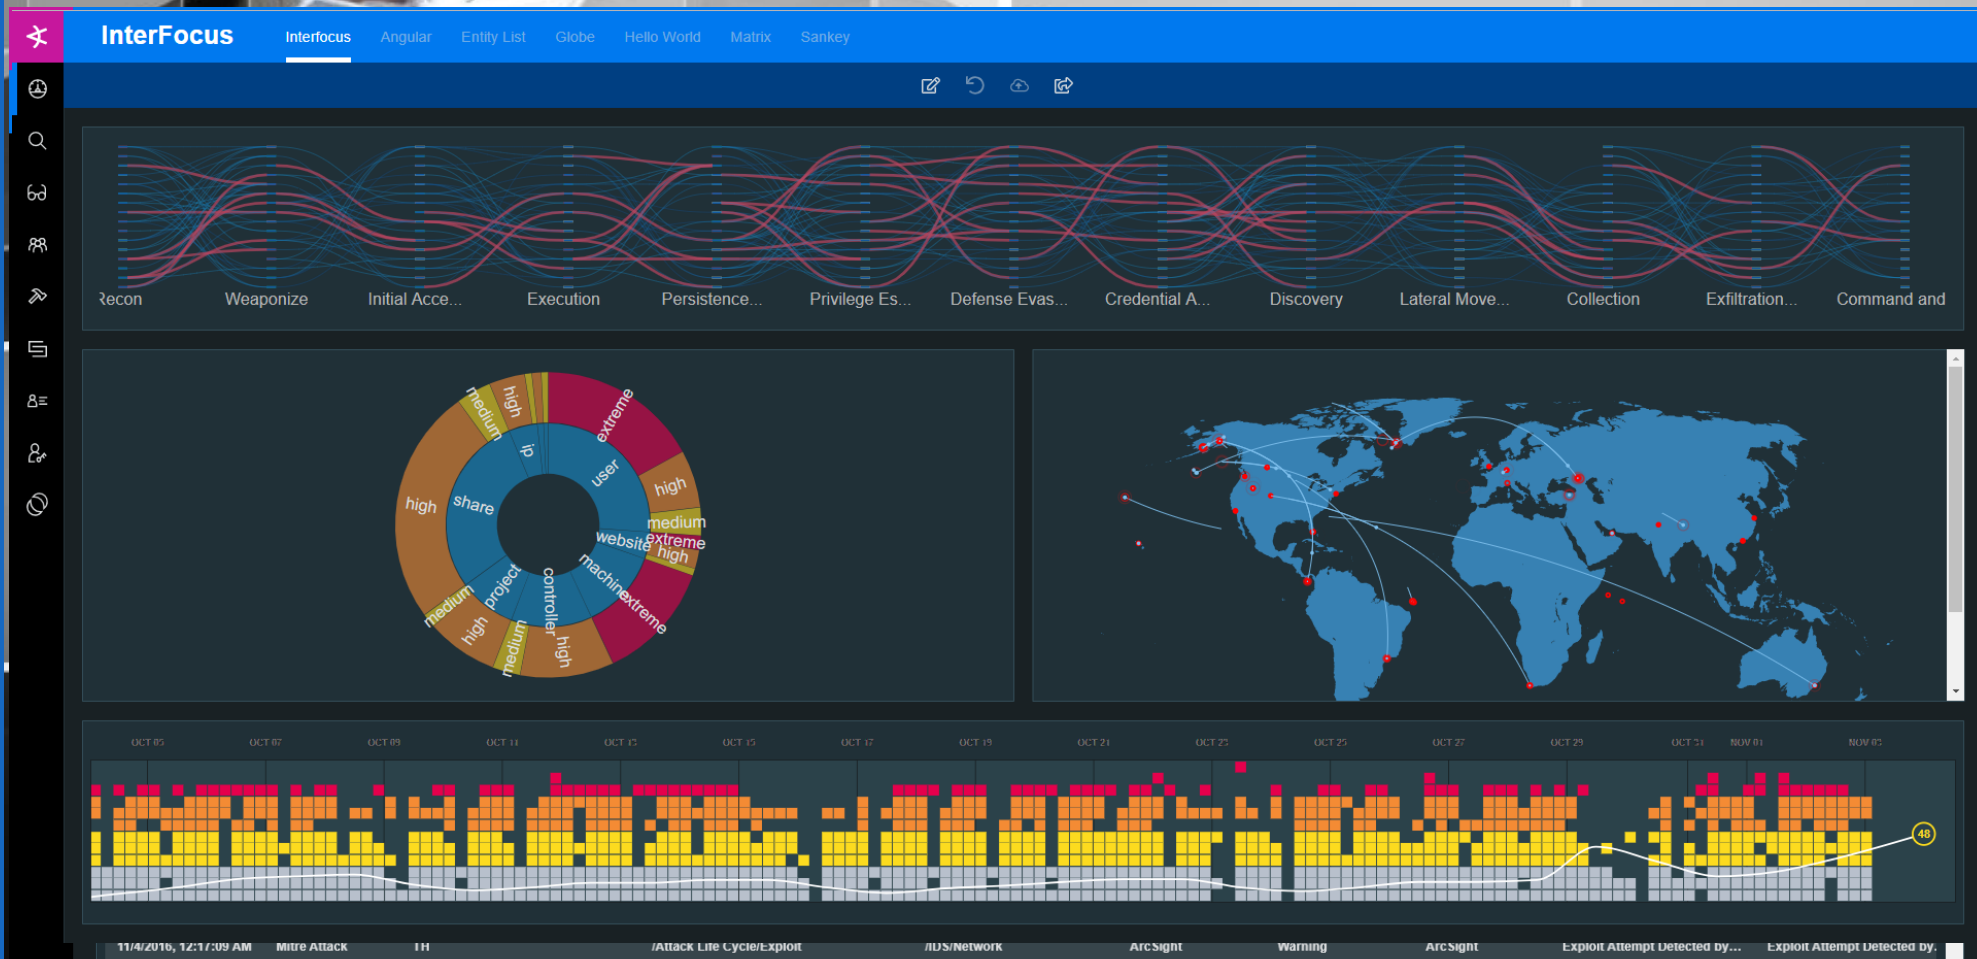 InterFocus
Interfocus Angular Entity List Globe Hello World Matrix Sankey
Recon Weaponize Initial Acce... Execution Persistence... Privilege Es... Defense Evas... Credential A... Discovery Lateral Move... Collection Exfiltration... Command and
extreme
high
medium
extreme
high
extreme
high
medium
high
medium
high
medium
high
user
website
machine
controller
project
share
ip
OCT 05 OCT 07 OCT 09 OCT 11 OCT 13 OCT 15 OCT 17 OCT 19 OCT 21 OCT 23 OCT 25 OCT 27 OCT 29 OCT 31 NOV 01
48
11/4/2016, 12:17:09 AM Mitre Attack TH /Attack Life Cycle/Exploit /IDS/Network ArcSight Warning ArcSight Exploit Attempt Detected by... Exploit Attempt Detected by.